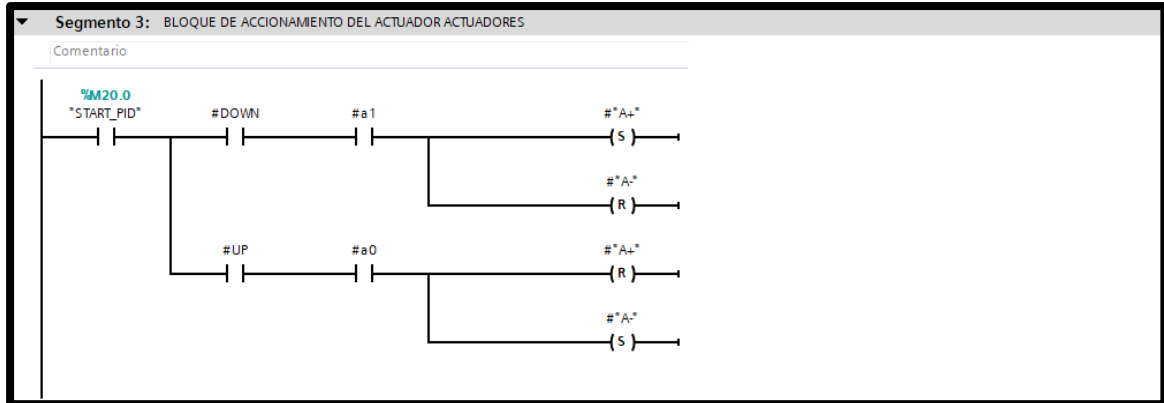 Segmento 3: BLOQUE DE ACCIONAMIENTO DEL ACTUADOR ACTUADORES
Comentario
%M20.0
"START_PID" #DOWN #a1 #"A+"
S
#"A-"
R
#UP #a0 #"A+"
R
#"A-"
S